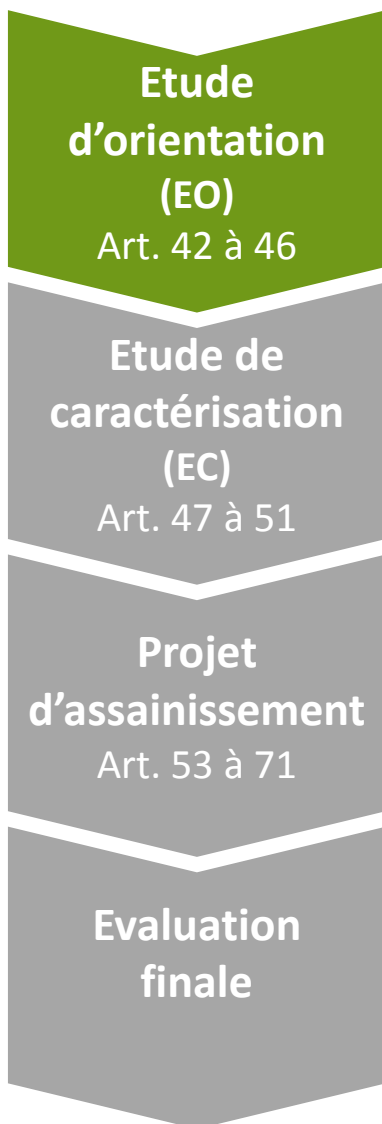 Etude
d’orientation
(EO)
Art. 42 à 46
Etude de
caractérisation
(EC)
Art. 47 à 51
Projet
d’assainissement
Art. 53 à 71
Evaluation
finale